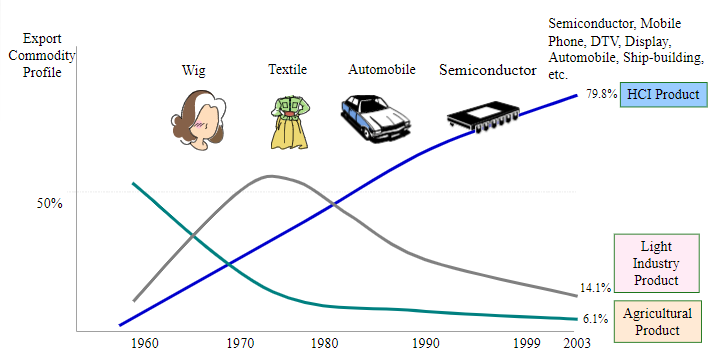 Export
Commodity
Profile
Wig
Textile
Automobile
Semiconductor
Semiconductor, Mobile
Phone, DTV, Display,
Automobile, Ship-building,
etc.
79.8%
HCI Product
50%
Light
Industry
Product
14.1%
6.1%
Agricultural
Product
1960
1970
1980
1990
1999
2003